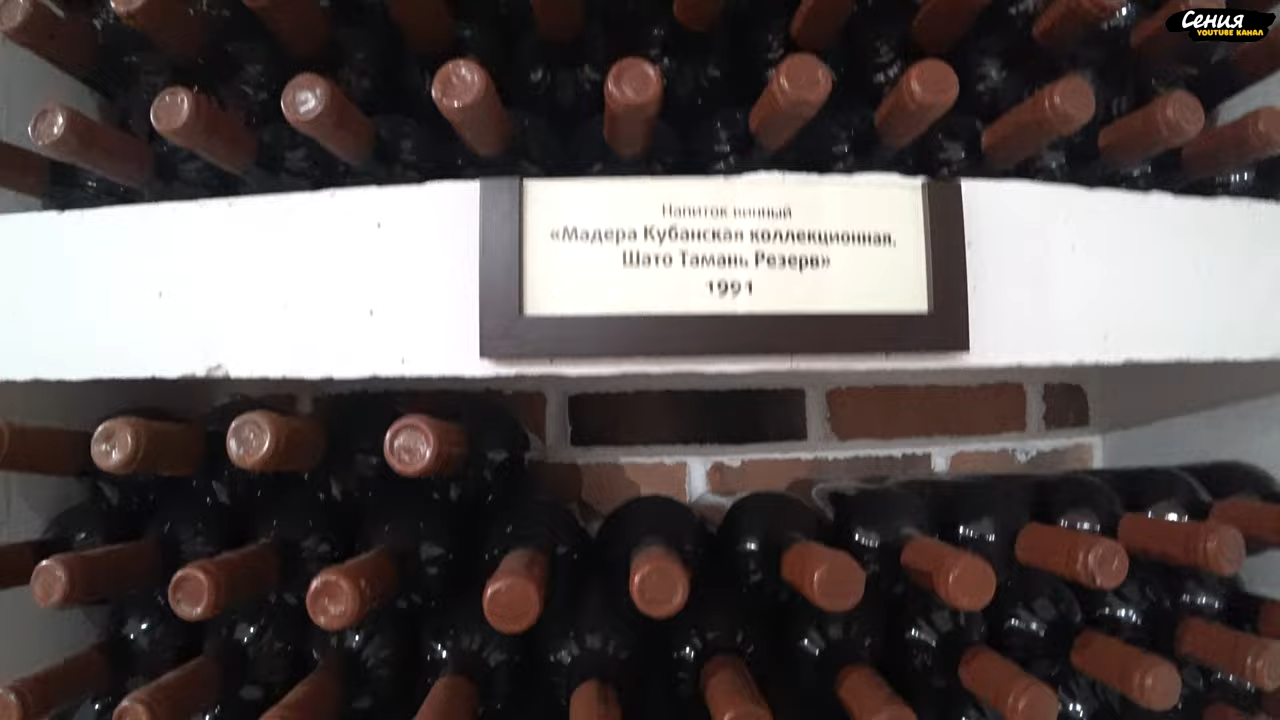 Сения
YOUTUBE КАНАЛ
Напиток винный
«Мадера Кубанская коллекционная.
Шато Тамань Резерв»
1991